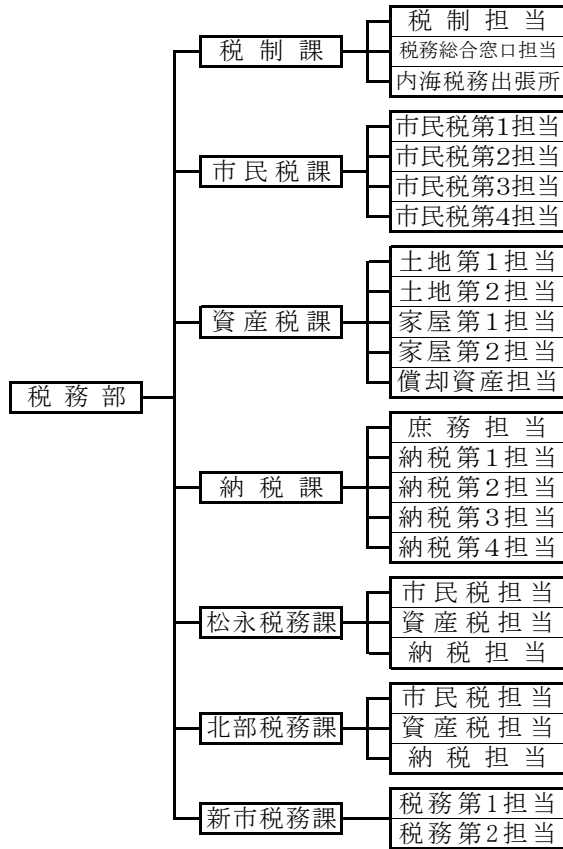 税務部
税制課
税制担当
税務総合窓口担当
内海税務出張所
市民税課
市民税第1担当
市民税第2担当
市民税第3担当
市民税第4担当
資産税課
土地第1担当
土地第2担当
家屋第1担当
家屋第2担当
償却資産担当
納税課
庶務担当
納税第1担当
納税第2担当
納税第3担当
納税第4担当
松永税務課
市民税担当
資産税担当
納税担当
北部税務課
市民税担当
資産税担当
納税担当
新市税務課
税務第1担当
税務第2担当